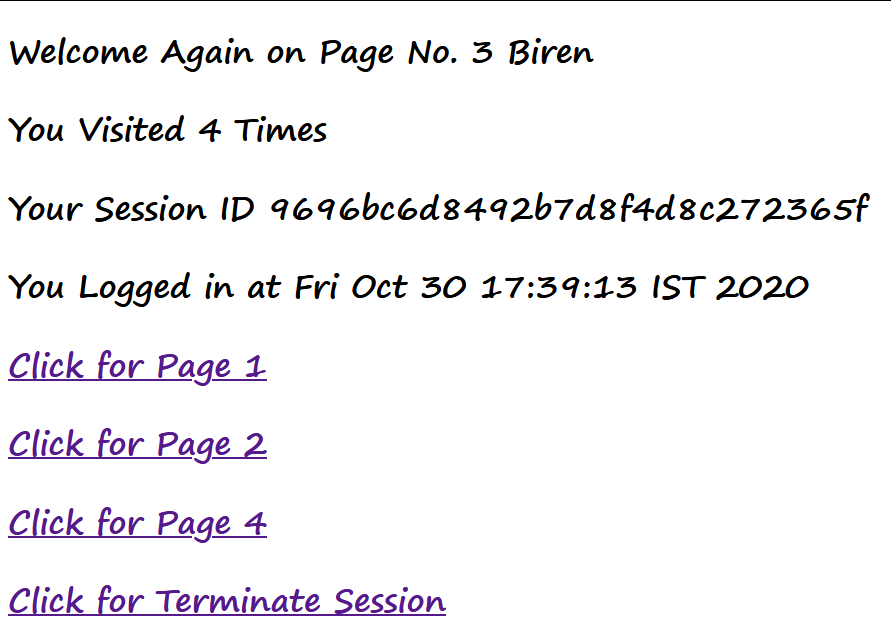 Welcome Again on Page No. 3 Biren
You Visited 4 Times
Your Session ID 9696bc6d8492b7d8f4d8c272365f
You Logged in at Fri Oct 30 17:39:13 IST 2020
Click for Page 1
Click for Page 2
Click for Page 4
Click for Terminate Session